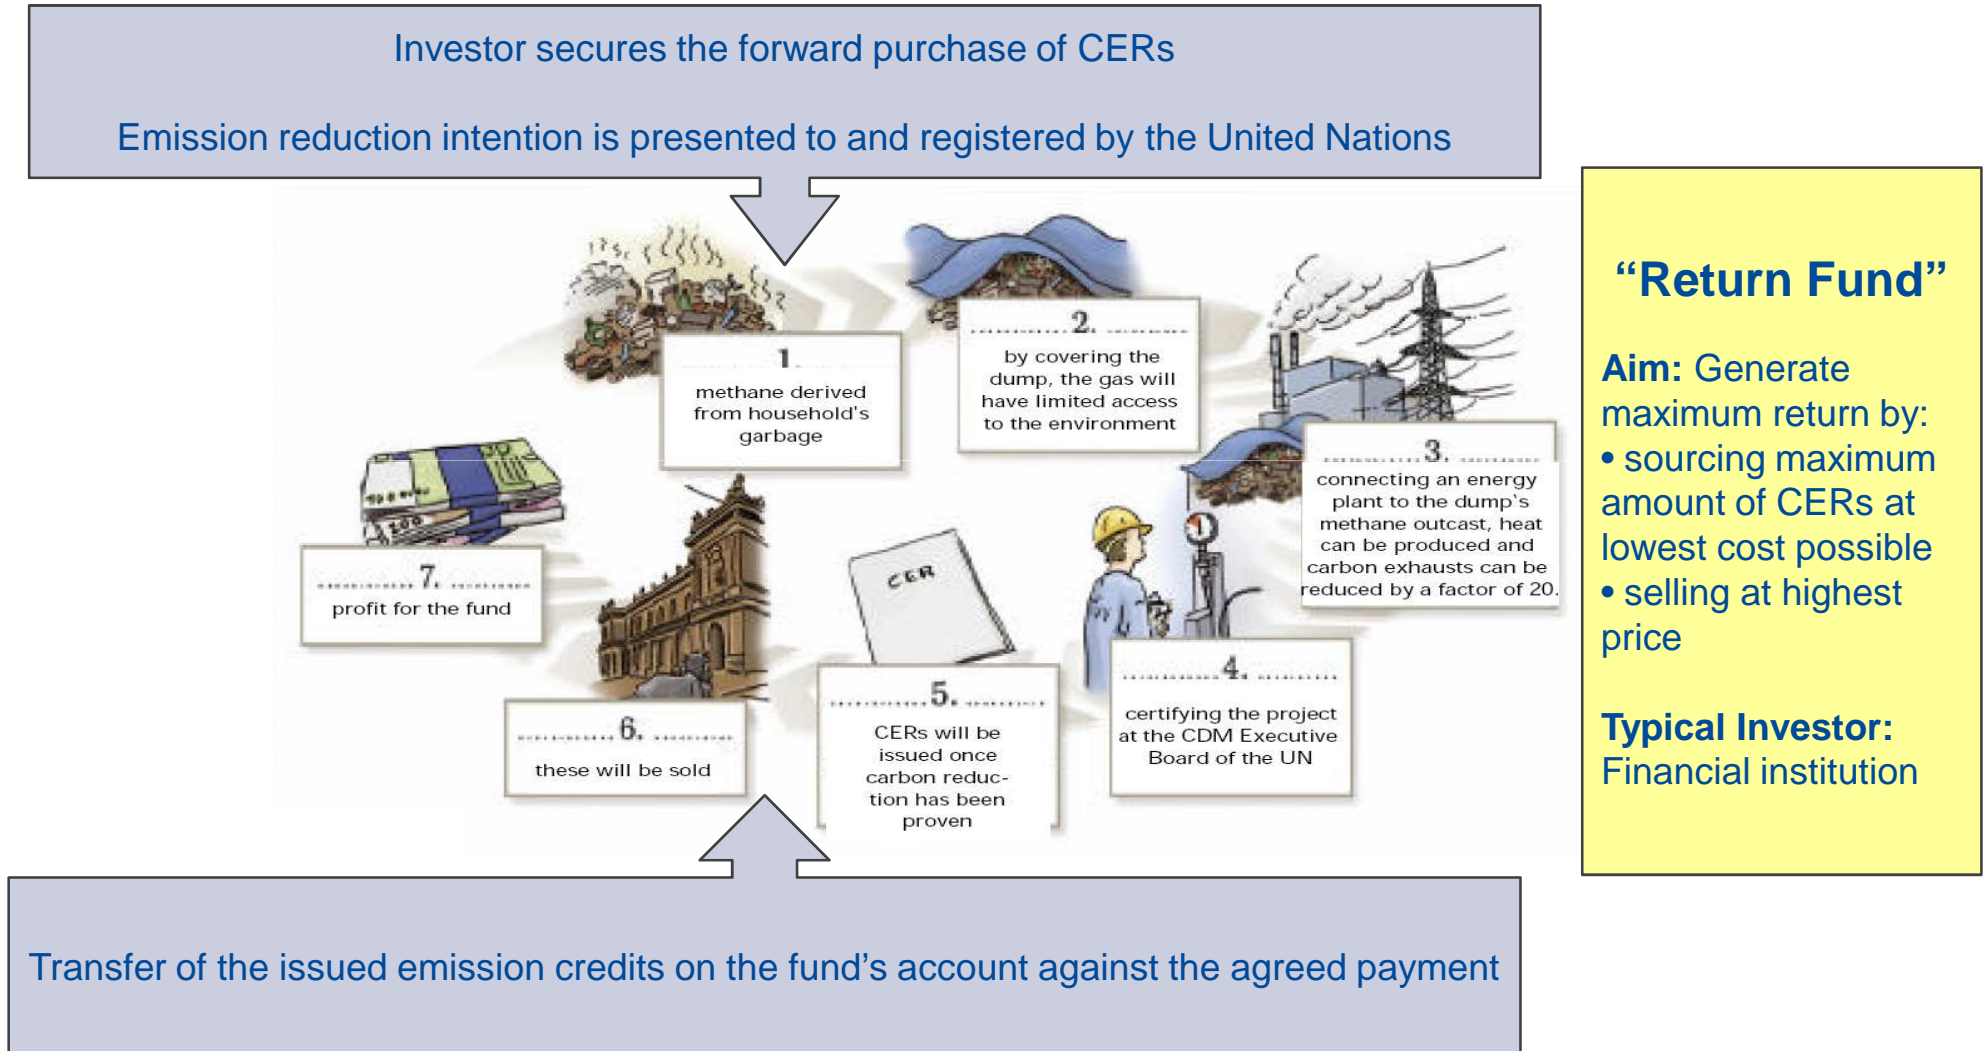 Investor secures the forward purchase of CERs
Emission reduction intention is presented to and registered by the United Nations
1.
methane derived
from household's
garbage
2.
by covering the
dump, the gas will
have limited access
to the environment
3.
connecting an energy
plant to the dump's
methane outcast, heat
can be produced and
carbon exhausts can be
reduced by a factor of 20.
4.
certifying the project
at the CDM Executive
Board of the UN
CER
5.
CERs will be
issued once
carbon reduc-
tion has been
proven
6.
these will be sold
100
7.
profit for the fund
Transfer of the issued emission credits on the fund’s account against the agreed payment
“Return Fund”
Aim: Generate
maximum return by:
• sourcing maximum
amount of CERs at
lowest cost possible
• selling at highest
price
Typical Investor:
Financial institution